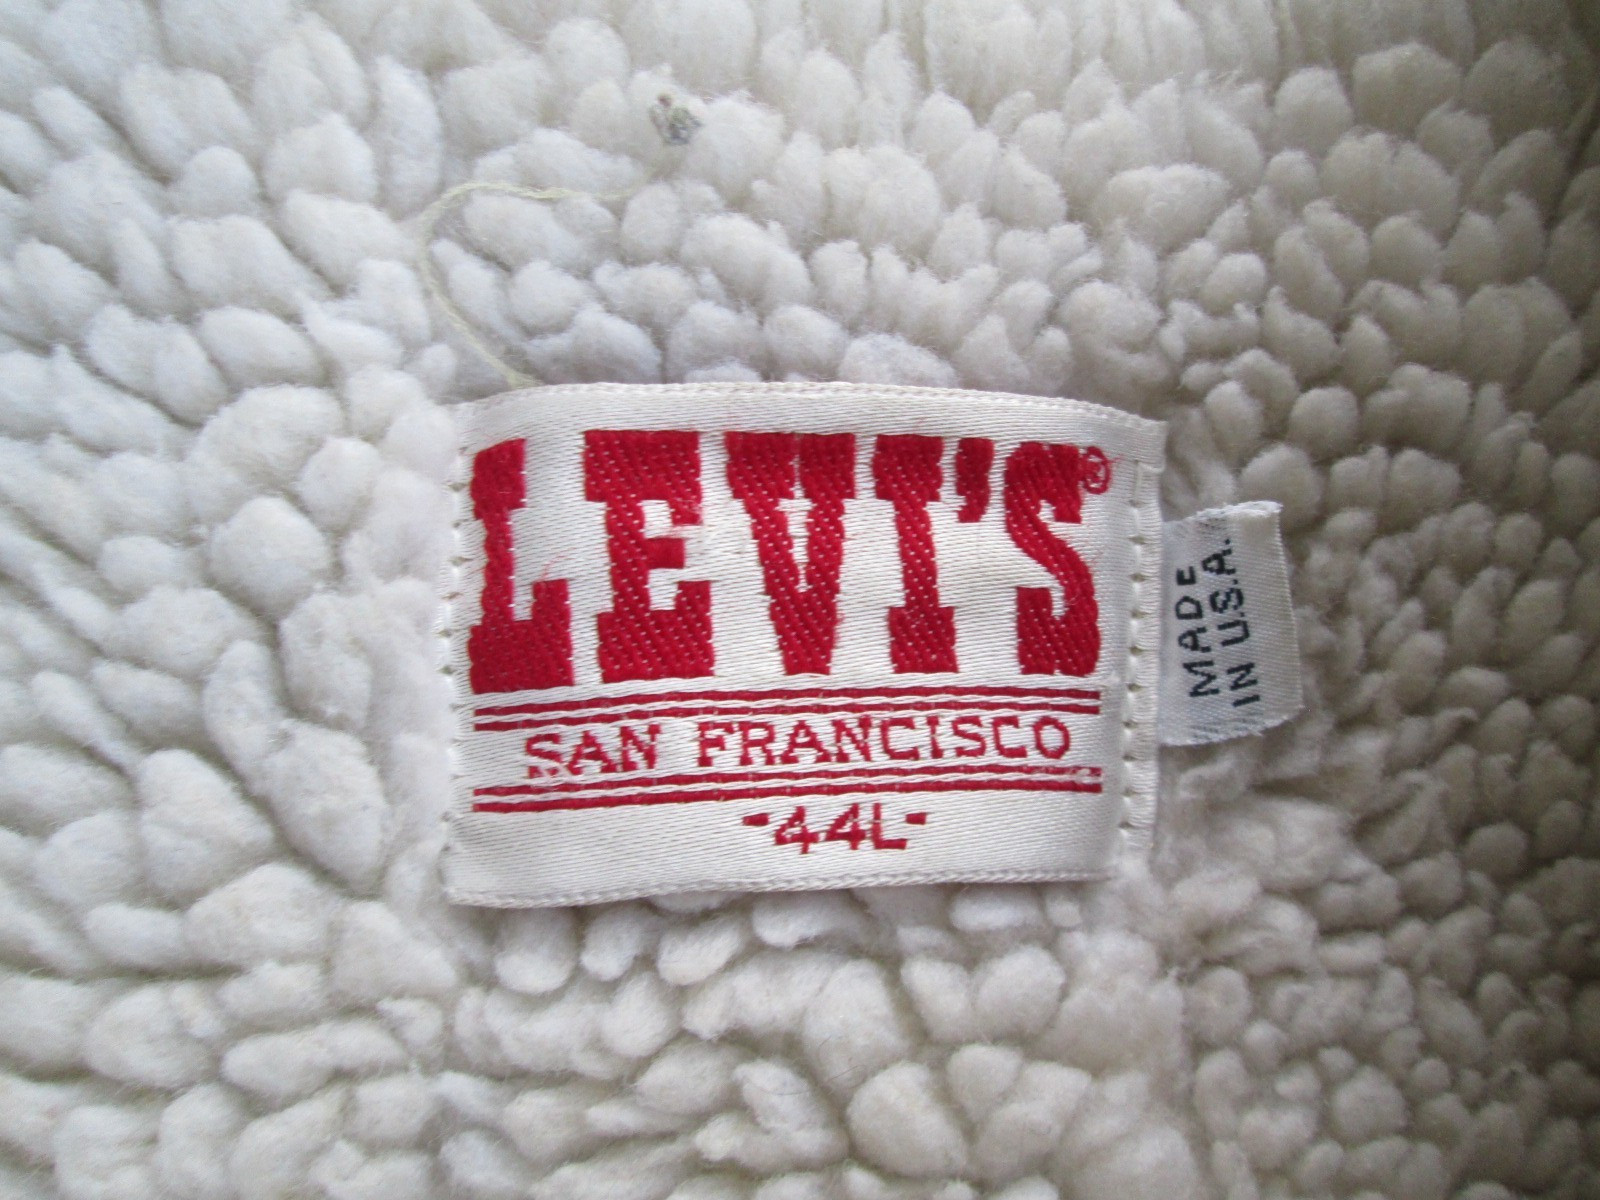 LEVI'S®
SAN FRANCISCO
-44L-
MADE
IN U.S.A.